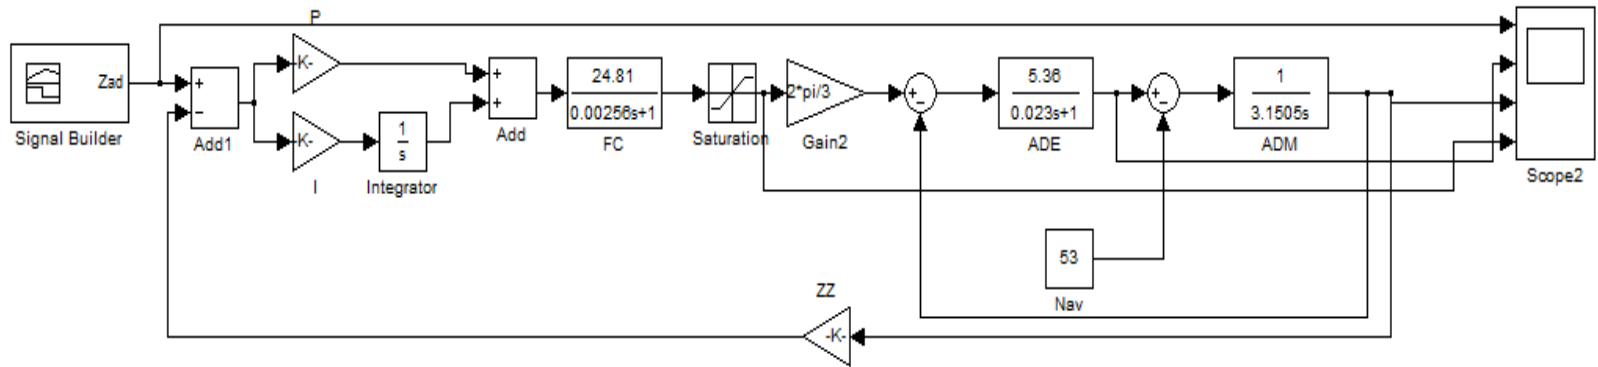 P
Zad
Signal Builder
+
−
Add1
-K-
-K-
I
1
s
Integrator
+
+
Add
24.81
0.00256s+1
FC
Saturation
2*pi/3
Gain2
+
−
5.36
0.023s+1
ADE
+
−
1
3.1505s
ADM
Scope2
53
Nav
ZZ
-K-